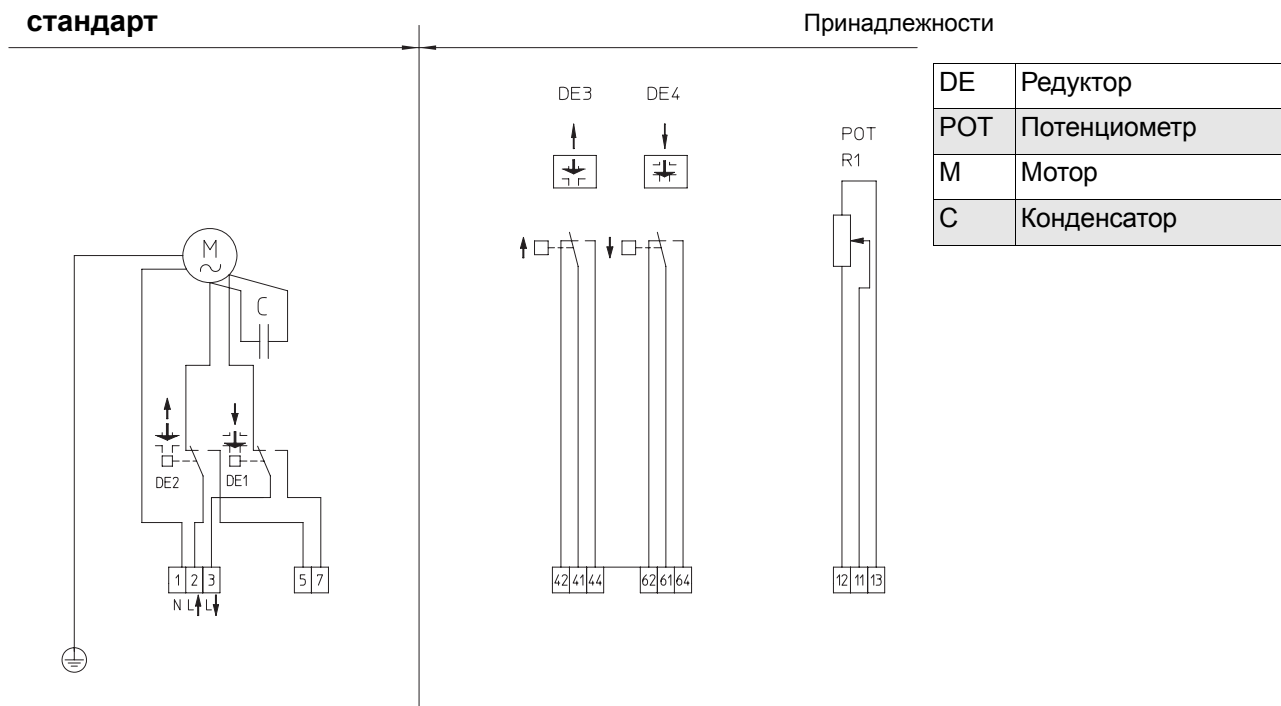 стандарт
Принадлежности
DE Редуктор
POT Потенциометр
M Мотор
C Конденсатор
DE3 DE4
POT
R1
M
C
DE2 DE1
1 2 3 5 7
N L L
42 41 44 62 61 64 12 11 13